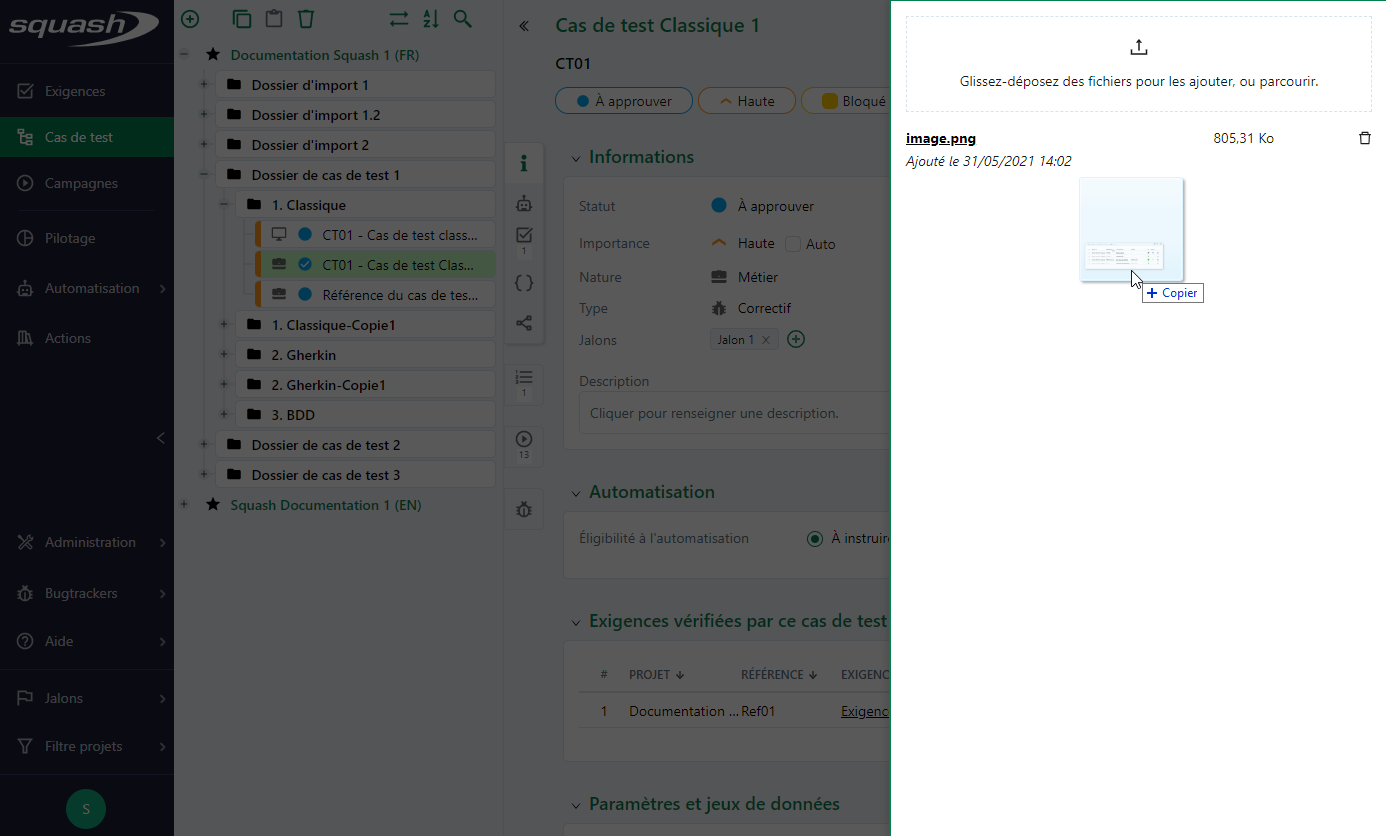 squash
Exigences
Cas de test
Campagnes
Pilotage
Automatisation
Actions
Administration
Bugtrackers
Aide
Jalons
Filtre projets
S
Documentation Squash 1 (FR)
Dossier d'import 1
Dossier d'import 1.2
Dossier d'import 2
Dossier de cas de test 1
1. Classique
CT01 - Cas de test class...
CT01 - Cas de test Clas...
Référence du cas de tes...
1. Classique-Copie1
2. Gherkin
2. Gherkin-Copie1
3. BDD
Dossier de cas de test 2
Dossier de cas de test 3
Squash Documentation 1 (EN)
1
1
13
Cas de test Classique 1
CT01
À approuver Haute Bloqué
Informations
Statut À approuver
Importance Haute Auto
Nature Métier
Type Correctif
Jalons Jalon 1
Description
Cliquer pour renseigner une description.
Automatisation
Éligibilité à l'automatisation À instruir
Exigences vérifiées par ce cas de test
# PROJET RÉFÉRENCE EXIGENC
1 Documentation ... Ref01 Exigenc
Paramètres et jeux de données
Glissez-déposez des fichiers pour les ajouter, ou parcourir.
image.png 805,31 Ko
Ajouté le 31/05/2021 14:02
+ Copier